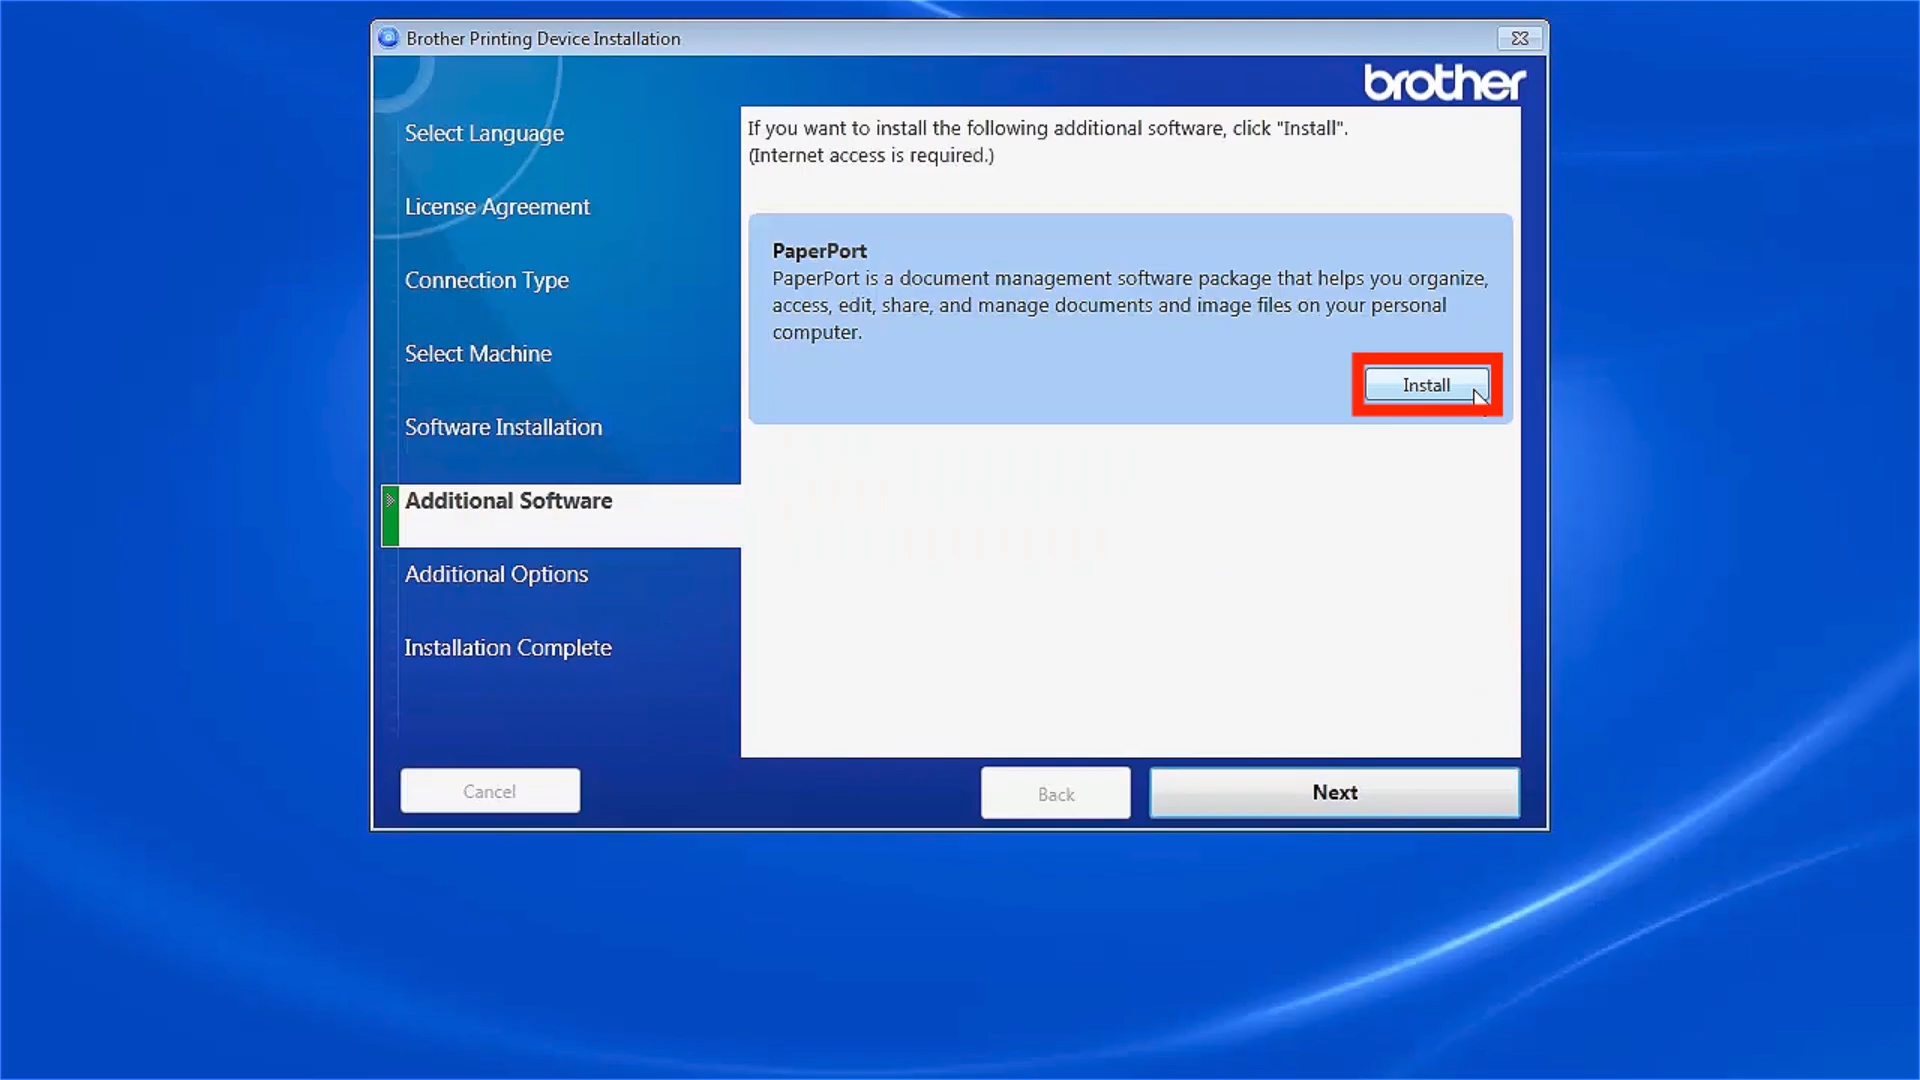 Brother Printing Device Installation
brother
Select Language
License Agreement
Connection Type
Select Machine
Software Installation
Additional Software
Additional Options
Installation Complete
If you want to install the following additional software, click "Install".
(Internet access is required.)
PaperPort
PaperPort is a document management software package that helps you organize,
access, edit, share, and manage documents and image files on your personal
computer.
Install
Cancel
Back
Next